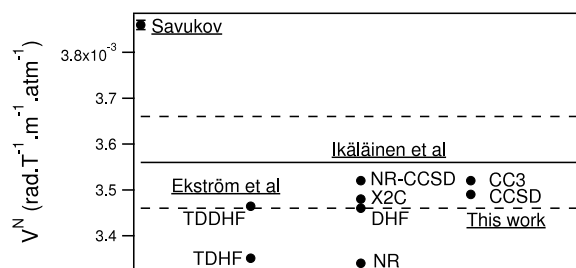 Savukov
3.8x10⁻³
3.7
3.6
3.5
3.4
V^N (rad.T⁻¹.m⁻¹.atm⁻¹)
Ikäläinen et al
Ekström et al
NR-CCSD
CC3
X2C
CCSD
TDDHF
DHF
This work
TDHF
NR